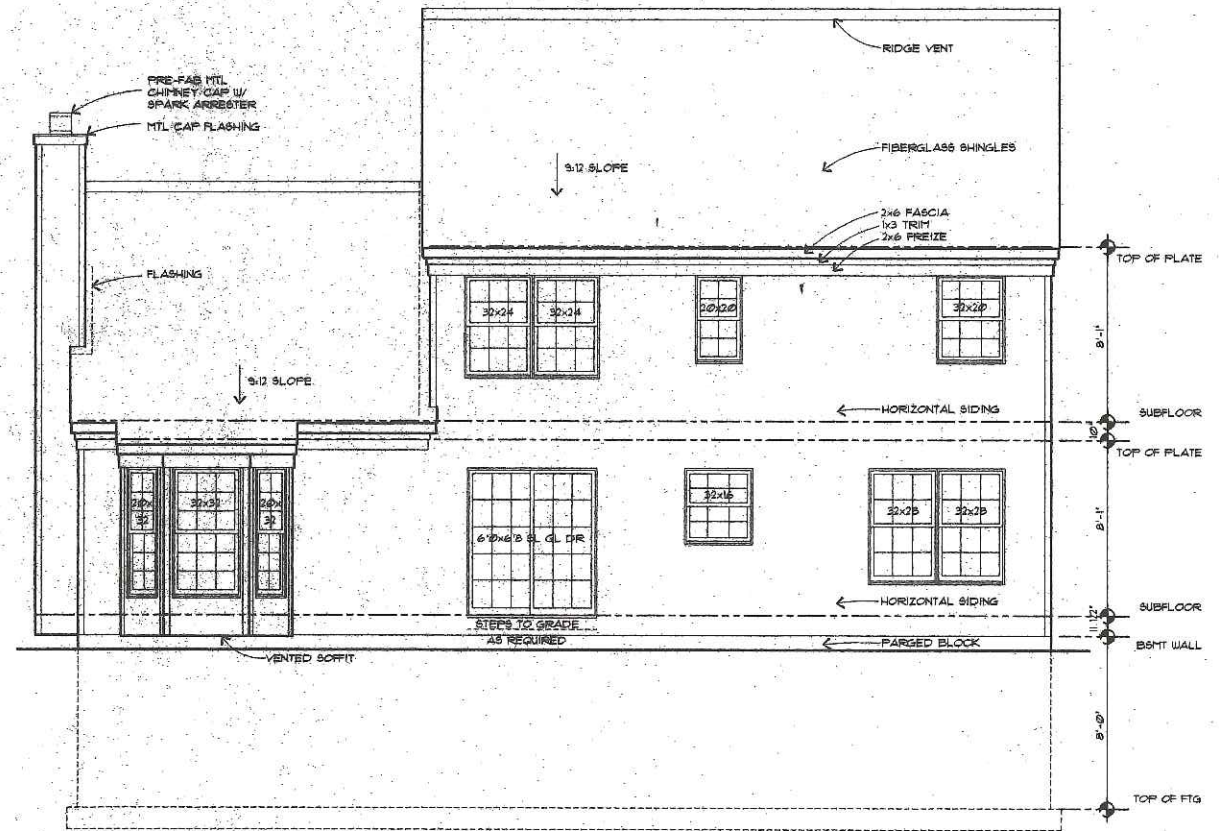 RIDGE VENT
PRE-FAB MTL
CHIMNEY CAP W/
SPARK ARRESTER
MTL CAP FLASHING
FIBERGLASS SHINGLES
9:12 SLOPE
2x6 FASCIA
1x3 TRIM
2x6 FREIZE
TOP OF PLATE
FLASHING
32x24
32x24
20x20
32x20
8'-1"
9:12 SLOPE
HORIZONTAL SIDING
SUBFLOOR
10"
TOP OF PLATE
20x
32
32x32
20x
32
6'0x6'8 SL GL DR
32x16
32x28
32x28
8'-1"
HORIZONTAL SIDING
SUBFLOOR
STEPS TO GRADE
AS REQUIRED
PARGED BLOCK
BSMT WALL
VENTED SOFFIT
8'-0"
TOP OF FTG